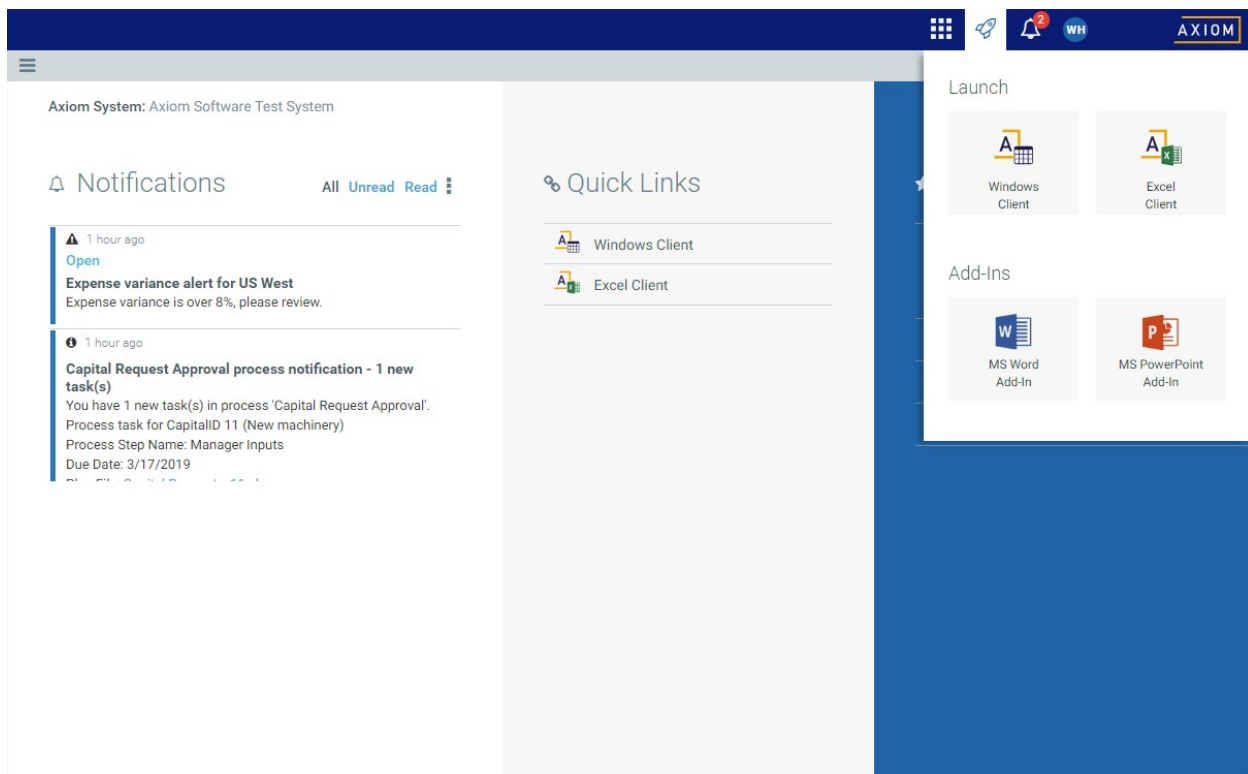 2
WH
AXIOM
Axiom System: Axiom Software Test System
Notifications
All Unread Read
1 hour ago
Open
Expense variance alert for US West
Expense variance is over 8%, please review.
1 hour ago
Capital Request Approval process notification - 1 new
task(s)
You have 1 new task(s) in process 'Capital Request Approval'.
Process task for CapitalID 11 (New machinery)
Process Step Name: Manager Inputs
Due Date: 3/17/2019
Quick Links
Windows Client
Excel Client
Launch
Windows
Client
Excel
Client
Add-Ins
MS Word
Add-In
MS PowerPoint
Add-In